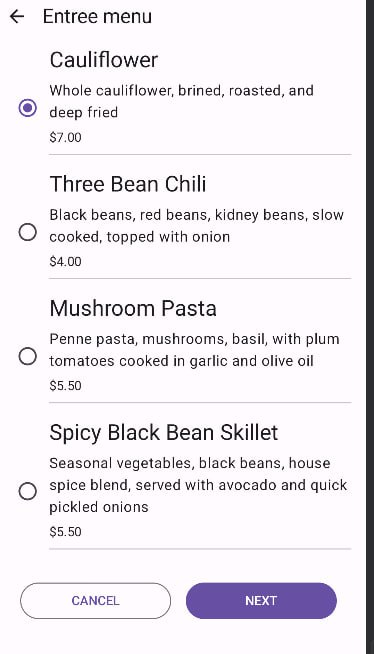 Entree menu
Cauliflower
Whole cauliflower, brined, roasted, and
deep fried
$7.00
Three Bean Chili
Black beans, red beans, kidney beans, slow
cooked, topped with onion
$4.00
Mushroom Pasta
Penne pasta, mushrooms, basil, with plum
tomatoes cooked in garlic and olive oil
$5.50
Spicy Black Bean Skillet
Seasonal vegetables, black beans, house
spice blend, served with avocado and quick
pickled onions
$5.50
CANCEL
NEXT